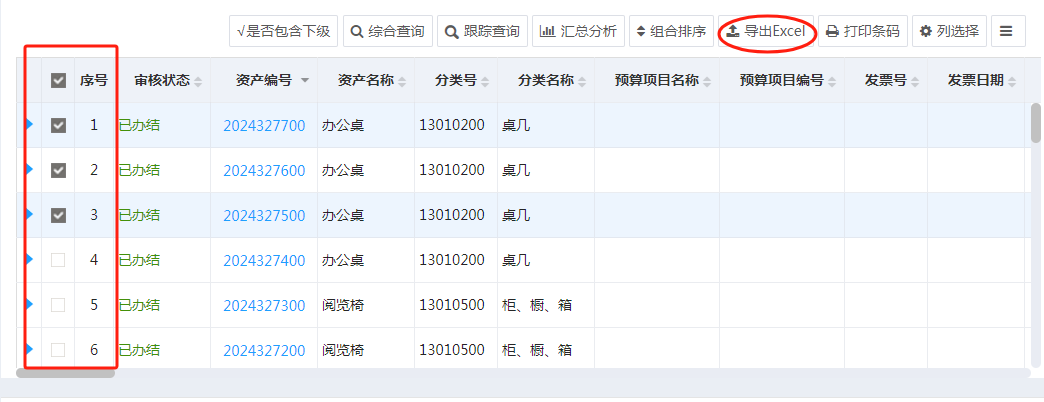 √是否包含下级 综合查询 跟踪查询 汇总分析 组合排序 导出Excel 打印条码 列选择
序号 审核状态 资产编号 资产名称 分类号 分类名称 预算项目名称 预算项目编号 发票号 发票日期
1 已办结 2024327700 办公桌 13010200 桌几
2 已办结 2024327600 办公桌 13010200 桌几
3 已办结 2024327500 办公桌 13010200 桌几
4 已办结 2024327400 办公桌 13010200 桌几
5 已办结 2024327300 阅览椅 13010500 柜、橱、箱
6 已办结 2024327200 阅览椅 13010500 柜、橱、箱